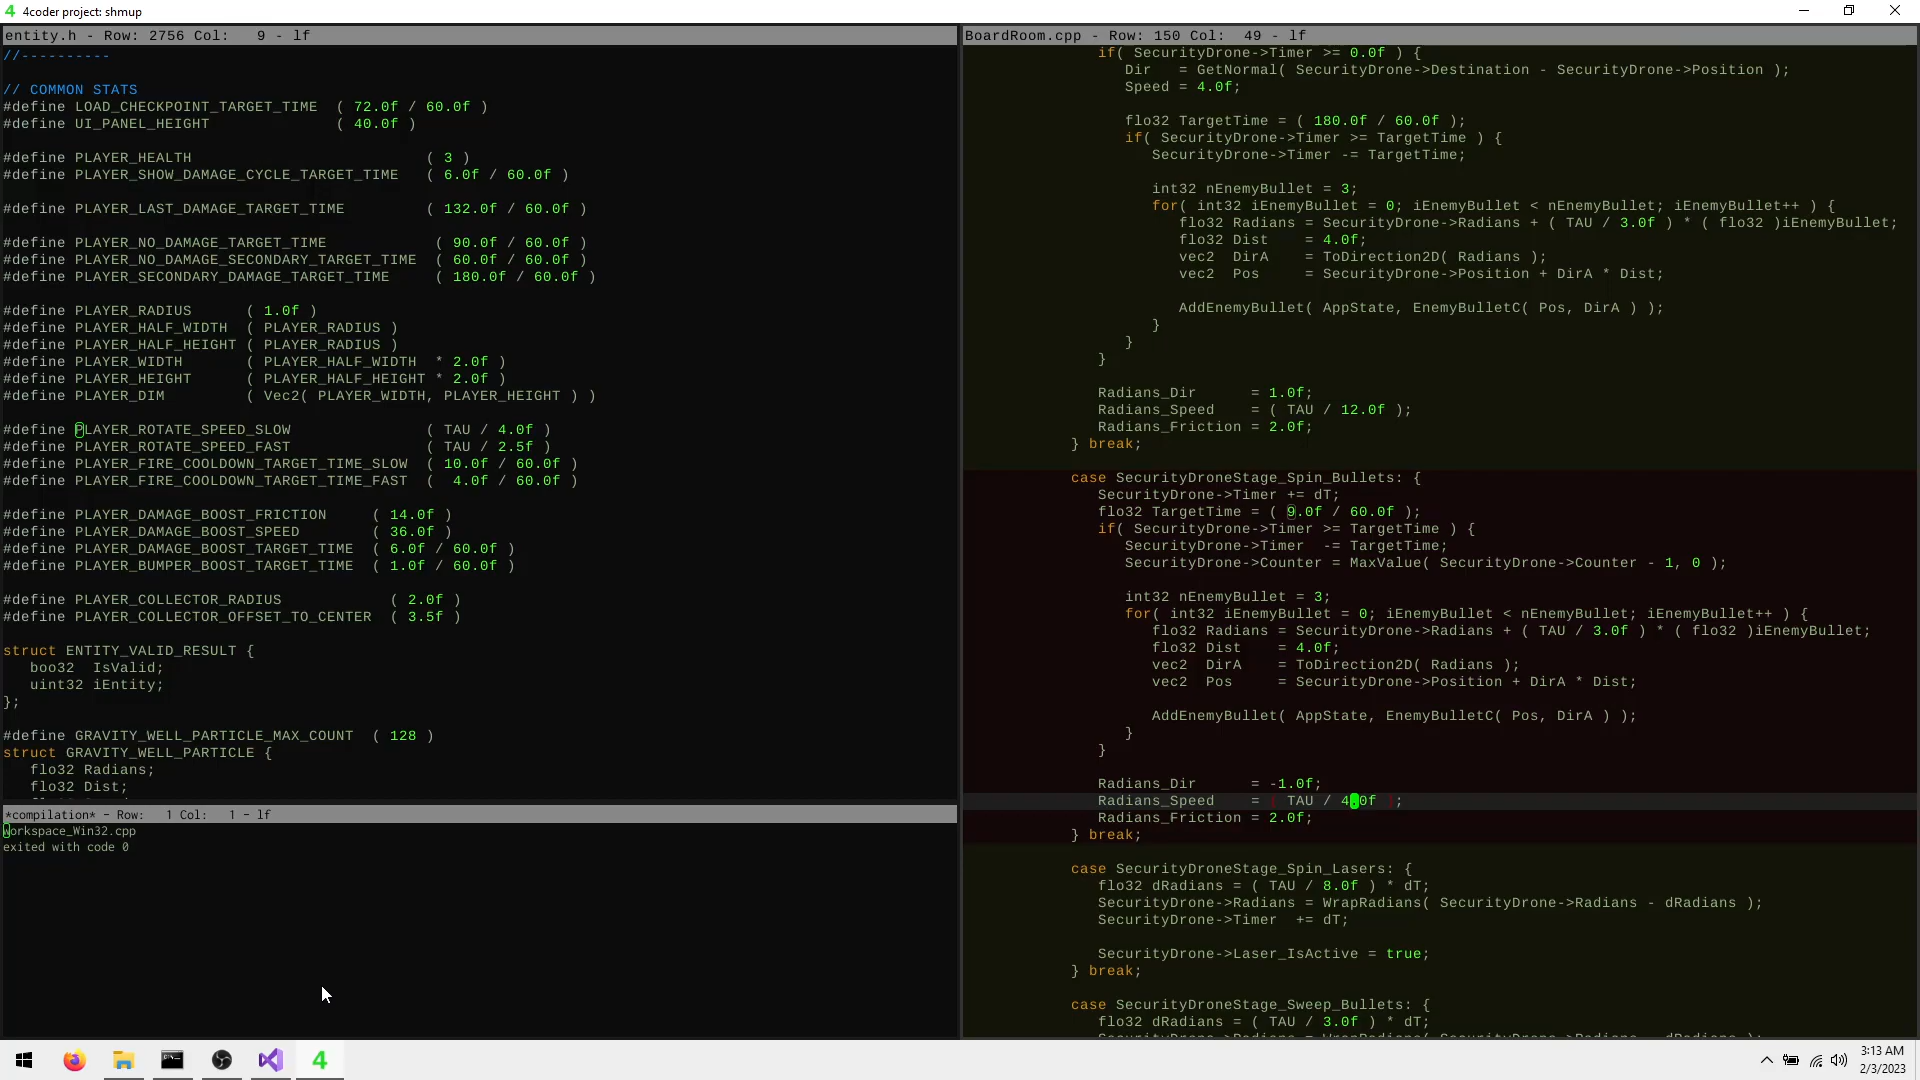 4 4coder project: shmup
entity.h - Row: 2756 Col:   9 - lf
//----------
// COMMON STATS
#define LOAD_CHECKPOINT_TARGET_TIME  ( 72.0f / 60.0f )
#define UI_PANEL_HEIGHT              ( 40.0f )
#define PLAYER_HEALTH                          ( 3 )
#define PLAYER_SHOW_DAMAGE_CYCLE_TARGET_TIME   ( 6.0f / 60.0f )
#define PLAYER_LAST_DAMAGE_TARGET_TIME         ( 132.0f / 60.0f )
#define PLAYER_NO_DAMAGE_TARGET_TIME            ( 90.0f / 60.0f )
#define PLAYER_NO_DAMAGE_SECONDARY_TARGET_TIME  ( 60.0f / 60.0f )
#define PLAYER_SECONDARY_DAMAGE_TARGET_TIME     ( 180.0f / 60.0f )
#define PLAYER_RADIUS      ( 1.0f )
#define PLAYER_HALF_WIDTH  ( PLAYER_RADIUS )
#define PLAYER_HALF_HEIGHT ( PLAYER_RADIUS )
#define PLAYER_WIDTH       ( PLAYER_HALF_WIDTH  * 2.0f )
#define PLAYER_HEIGHT      ( PLAYER_HALF_HEIGHT * 2.0f )
#define PLAYER_DIM         ( Vec2( PLAYER_WIDTH, PLAYER_HEIGHT ) )
#define PLAYER_ROTATE_SPEED_SLOW               ( TAU / 4.0f )
#define PLAYER_ROTATE_SPEED_FAST               ( TAU / 2.5f )
#define PLAYER_FIRE_COOLDOWN_TARGET_TIME_SLOW  ( 10.0f / 60.0f )
#define PLAYER_FIRE_COOLDOWN_TARGET_TIME_FAST  (  4.0f / 60.0f )
#define PLAYER_DAMAGE_BOOST_FRICTION     ( 14.0f )
#define PLAYER_DAMAGE_BOOST_SPEED        ( 36.0f )
#define PLAYER_DAMAGE_BOOST_TARGET_TIME  ( 6.0f / 60.0f )
#define PLAYER_BUMPER_BOOST_TARGET_TIME  ( 1.0f / 60.0f )
#define PLAYER_COLLECTOR_RADIUS            ( 2.0f )
#define PLAYER_COLLECTOR_OFFSET_TO_CENTER  ( 3.5f )
struct ENTITY_VALID_RESULT {
   boo32  IsValid;
   uint32 iEntity;
};
#define GRAVITY_WELL_PARTICLE_MAX_COUNT  ( 128 )
struct GRAVITY_WELL_PARTICLE {
   flo32 Radians;
   flo32 Dist;
*compilation* - Row:   1 Col:   1 - lf
workspace_Win32.cpp
exited with code 0
BoardRoom.cpp - Row: 150 Col:  49 - lf
if( SecurityDrone->Timer >= 0.0f ) {
   Dir   = GetNormal( SecurityDrone->Destination - SecurityDrone->Position );
   Speed = 4.0f;
   flo32 TargetTime = ( 180.0f / 60.0f );
   if( SecurityDrone->Timer >= TargetTime ) {
      SecurityDrone->Timer -= TargetTime;
      int32 nEnemyBullet = 3;
      for( int32 iEnemyBullet = 0; iEnemyBullet < nEnemyBullet; iEnemyBullet++ ) {
         flo32 Radians = SecurityDrone->Radians + ( TAU / 3.0f ) * ( flo32 )iEnemyBullet;
         flo32 Dist    = 4.0f;
         vec2  DirA    = ToDirection2D( Radians );
         vec2  Pos     = SecurityDrone->Position + DirA * Dist;
         AddEnemyBullet( AppState, EnemyBulletC( Pos, DirA ) );
      }
   }
}
Radians_Dir      = 1.0f;
Radians_Speed    = ( TAU / 12.0f );
Radians_Friction = 2.0f;
} break;
case SecurityDroneStage_Spin_Bullets: {
   SecurityDrone->Timer += dT;
   flo32 TargetTime = ( 9.0f / 60.0f );
   if( SecurityDrone->Timer >= TargetTime ) {
      SecurityDrone->Timer  -= TargetTime;
      SecurityDrone->Counter = MaxValue( SecurityDrone->Counter - 1, 0 );
      int32 nEnemyBullet = 3;
      for( int32 iEnemyBullet = 0; iEnemyBullet < nEnemyBullet; iEnemyBullet++ ) {
         flo32 Radians = SecurityDrone->Radians + ( TAU / 3.0f ) * ( flo32 )iEnemyBullet;
         flo32 Dist    = 4.0f;
         vec2  DirA    = ToDirection2D( Radians );
         vec2  Pos     = SecurityDrone->Position + DirA * Dist;
         AddEnemyBullet( AppState, EnemyBulletC( Pos, DirA ) );
      }
   }
   Radians_Dir      = -1.0f;
   Radians_Speed    = ( TAU / 4.0f );
   Radians_Friction = 2.0f;
} break;
case SecurityDroneStage_Spin_Lasers: {
   flo32 dRadians = ( TAU / 8.0f ) * dT;
   SecurityDrone->Radians = WrapRadians( SecurityDrone->Radians - dRadians );
   SecurityDrone->Timer  += dT;
   SecurityDrone->Laser_IsActive = true;
} break;
case SecurityDroneStage_Sweep_Bullets: {
   flo32 dRadians = ( TAU / 3.0f ) * dT;
4
3:13 AM
2/3/2023